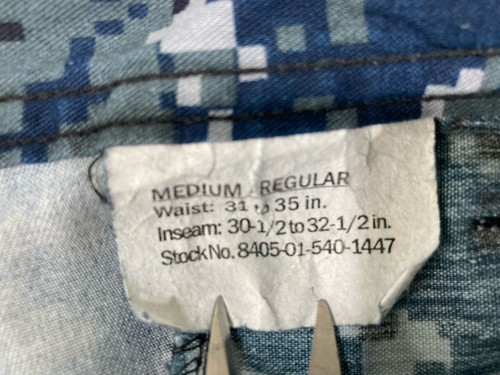 MEDIUM REGULAR
Waist: 31 to 35 in.
Inseam: 30-1/2 to 32-1/2 in.
Stock No. 8405-01-540-1447